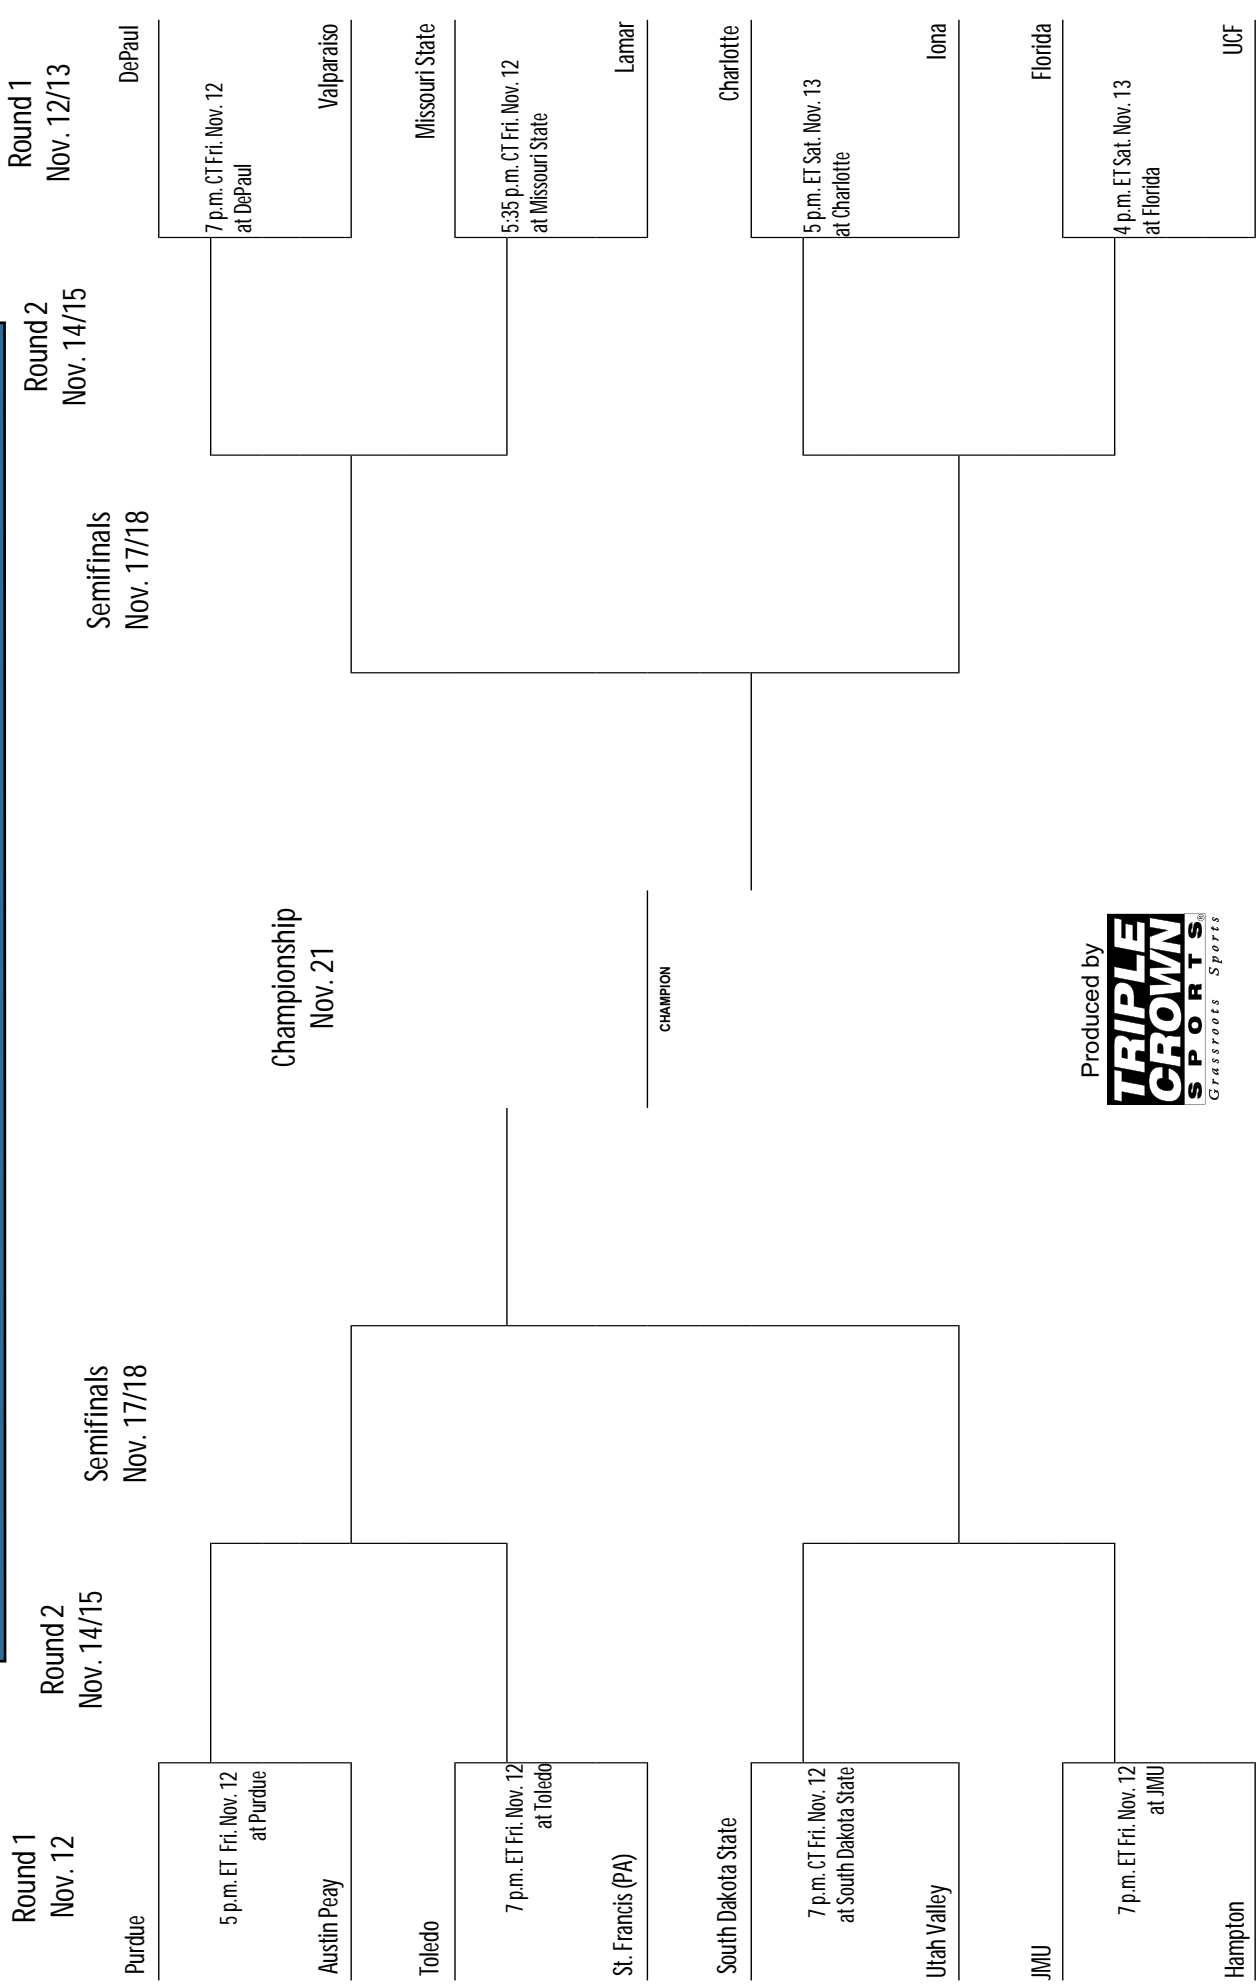 Round 1
Nov. 12
Round 2
Nov. 14/15
Semifinals
Nov. 17/18
Championship
Nov. 21
Semifinals
Nov. 17/18
Round 2
Nov. 14/15
Round 1
Nov. 12/13
Purdue
5 p.m. ET Fri. Nov. 12
at Purdue
Austin Peay
Toledo
7 p.m. ET Fri. Nov. 12
at Toledo
St. Francis (PA)
South Dakota State
7 p.m. CT Fri. Nov. 12
at South Dakota State
Utah Valley
JMU
7 p.m. ET Fri. Nov. 12
at JMU
Hampton
CHAMPION
DePaul
7 p.m. CT Fri. Nov. 12
at DePaul
Valparaiso
Missouri State
5:35 p.m. CT Fri. Nov. 12
at Missouri State
Lamar
Charlotte
5 p.m. ET Sat. Nov. 13
at Charlotte
Iona
Florida
4 p.m. ET Sat. Nov. 13
at Florida
UCF
Produced by
TRIPLE
CROWN
SPORTS®
Grassroots Sports